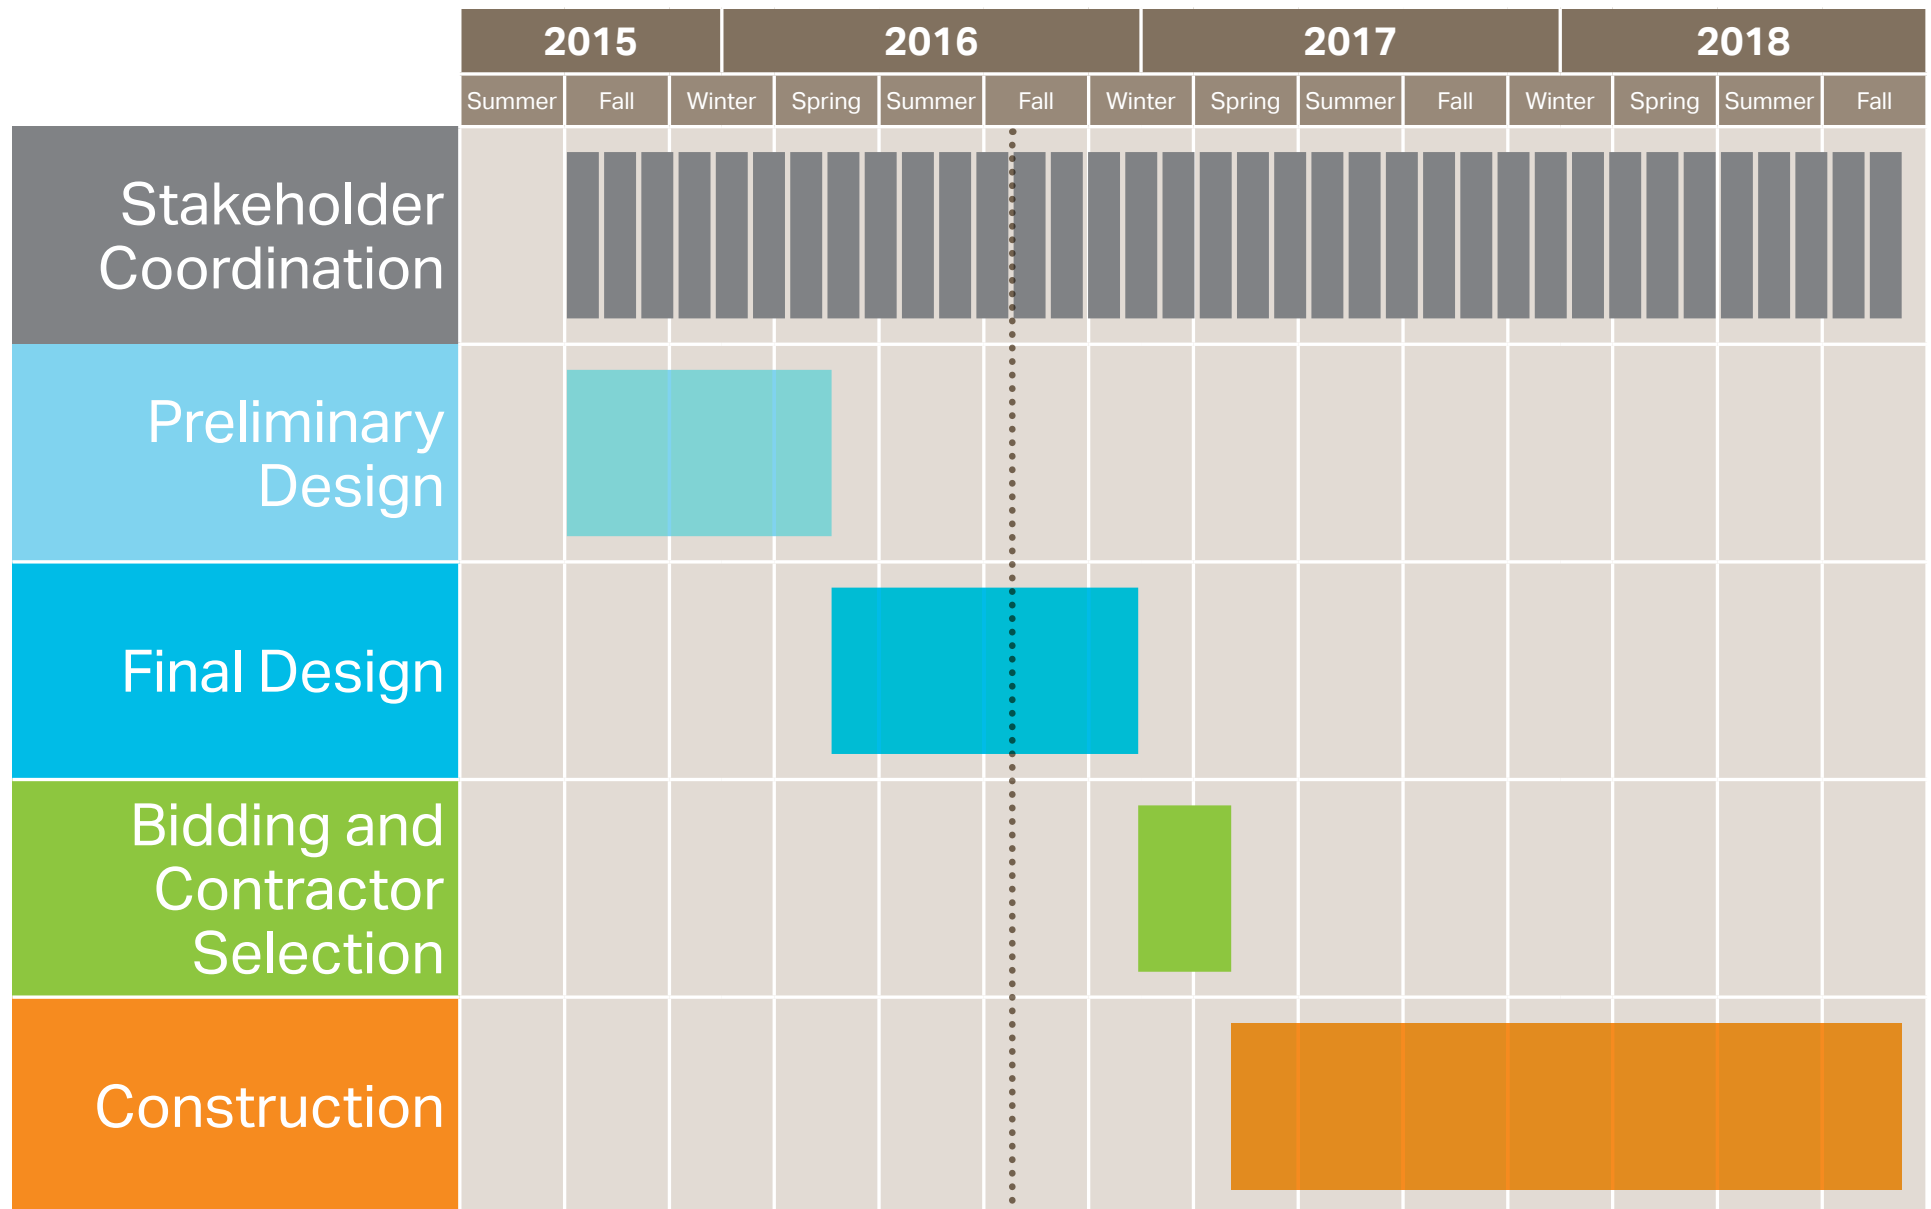 2015 2016 2017 2018
Summer Fall Winter Spring Summer Fall Winter Spring Summer Fall Winter Spring Summer Fall
Stakeholder
Coordination
Preliminary
Design
Final Design
Bidding and
Contractor
Selection
Construction